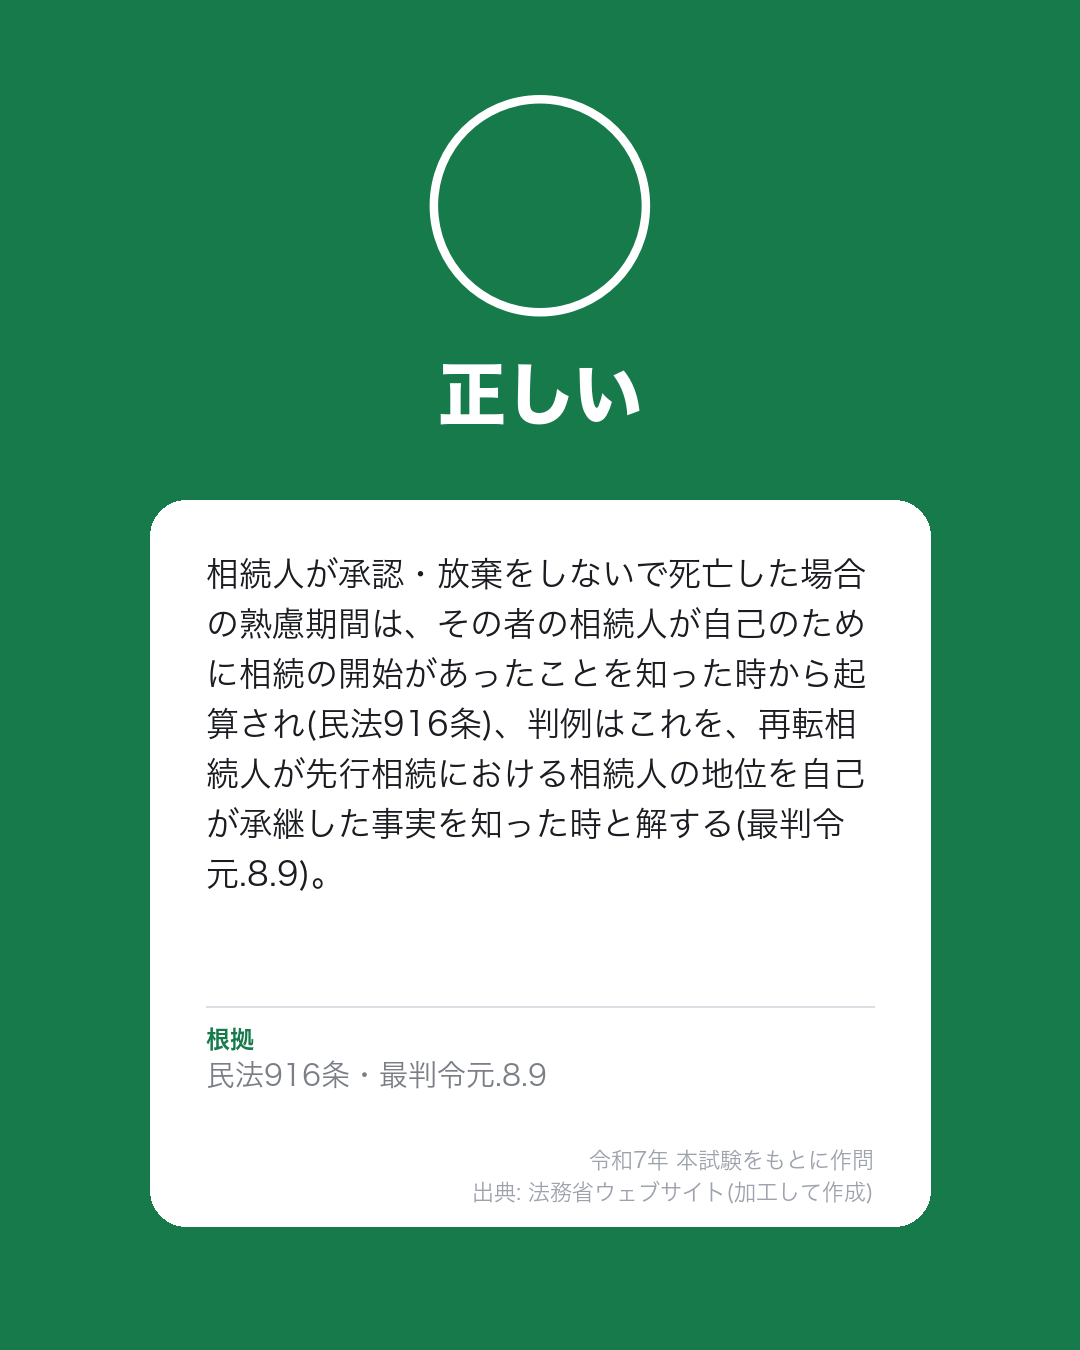 正しい
相続人が承認・放棄をしないで死亡した場合
の熟慮期間は、その者の相続人が自己のため
に相続の開始があったことを知った時から起
算され(民法916条)、判例はこれを、再転相
続人が先行相続における相続人の地位を自己
が承継した事実を知った時と解する(最判令
元.8.9)。
根拠
民法916条・最判令元.8.9
令和7年 本試験をもとに作問
出典: 法務省ウェブサイト(加工して作成)